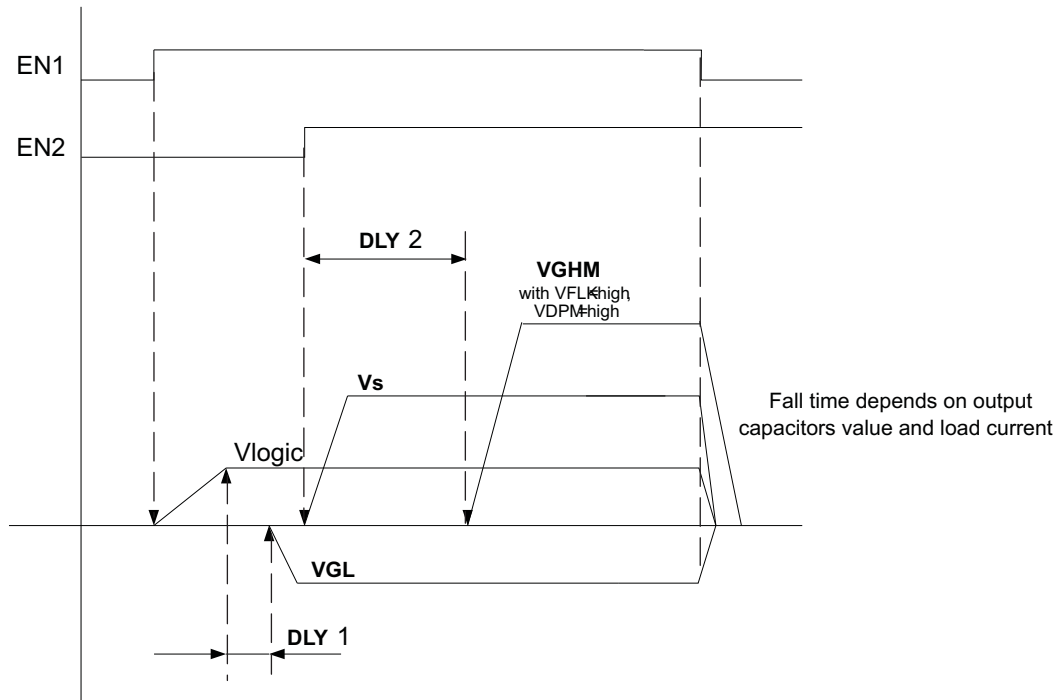 EN1
EN2
DLY 2
VGHM
with VFLK=high,
VDPM=high
Vs
Fall time depends on output
capacitors value and load current
Vlogic
VGL
DLY 1